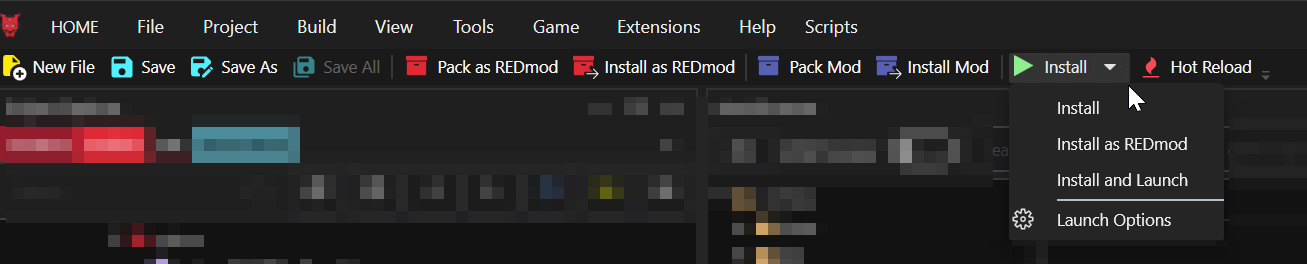 HOME File Project Build View Tools Game Extensions Help Scripts
New File Save Save As Save All Pack as REDmod Install as REDmod Pack Mod Install Mod Install Hot Reload
Install
Install as REDmod
Install and Launch
Launch Options